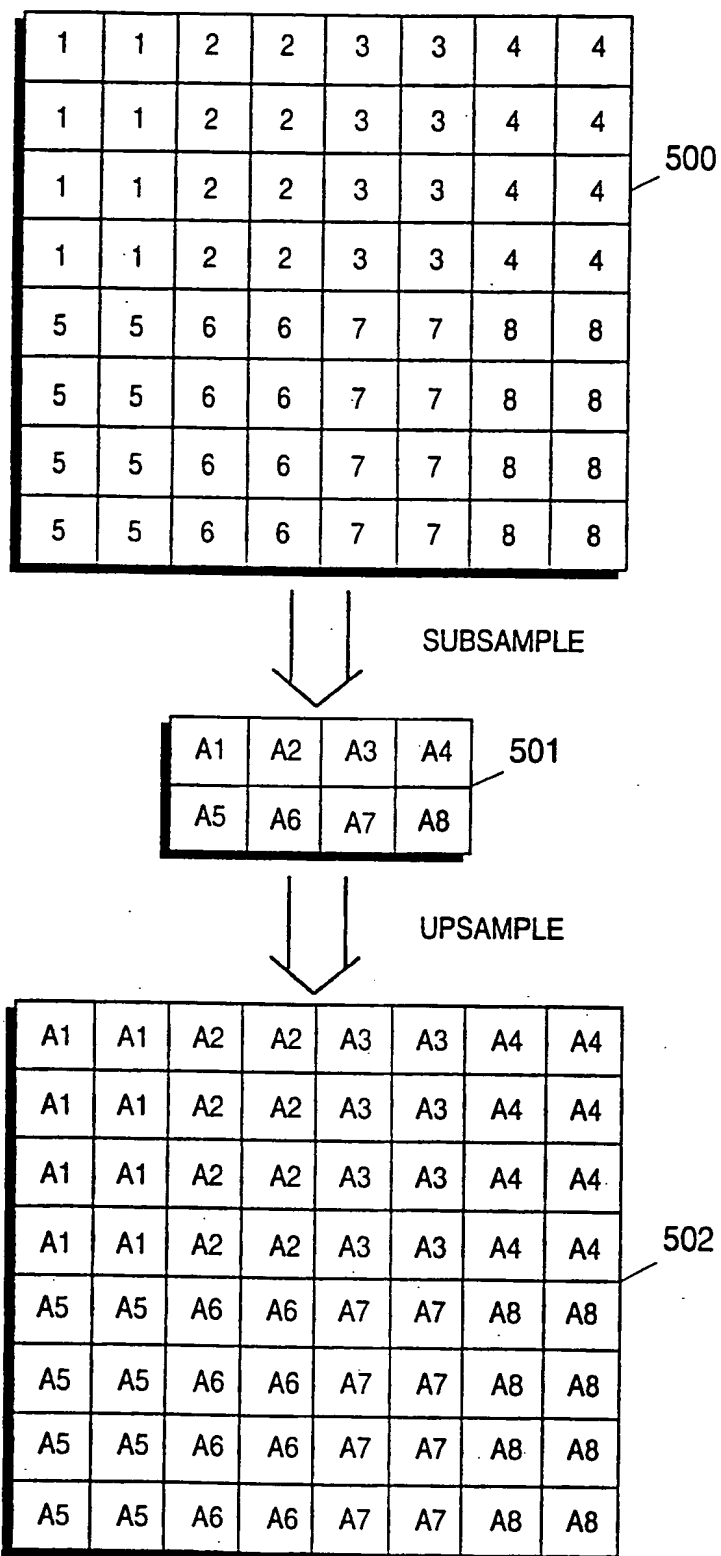 1 1 2 2 3 3 4 4
1 1 2 2 3 3 4 4
500
1 1 2 2 3 3 4 4
1 1 2 2 3 3 4 4
5 5 6 6 7 7 8 8
5 5 6 6 7 7 8 8
5 5 6 6 7 7 8 8
5 5 6 6 7 7 8 8
SUBSAMPLE
A1 A2 A3 A4
501
A5 A6 A7 A8
UPSAMPLE
A1 A1 A2 A2 A3 A3 A4 A4
A1 A1 A2 A2 A3 A3 A4 A4
A1 A1 A2 A2 A3 A3 A4 A4
A1 A1 A2 A2 A3 A3 A4 A4
502
A5 A5 A6 A6 A7 A7 A8 A8
A5 A5 A6 A6 A7 A7 A8 A8
A5 A5 A6 A6 A7 A7 A8 A8
A5 A5 A6 A6 A7 A7 A8 A8